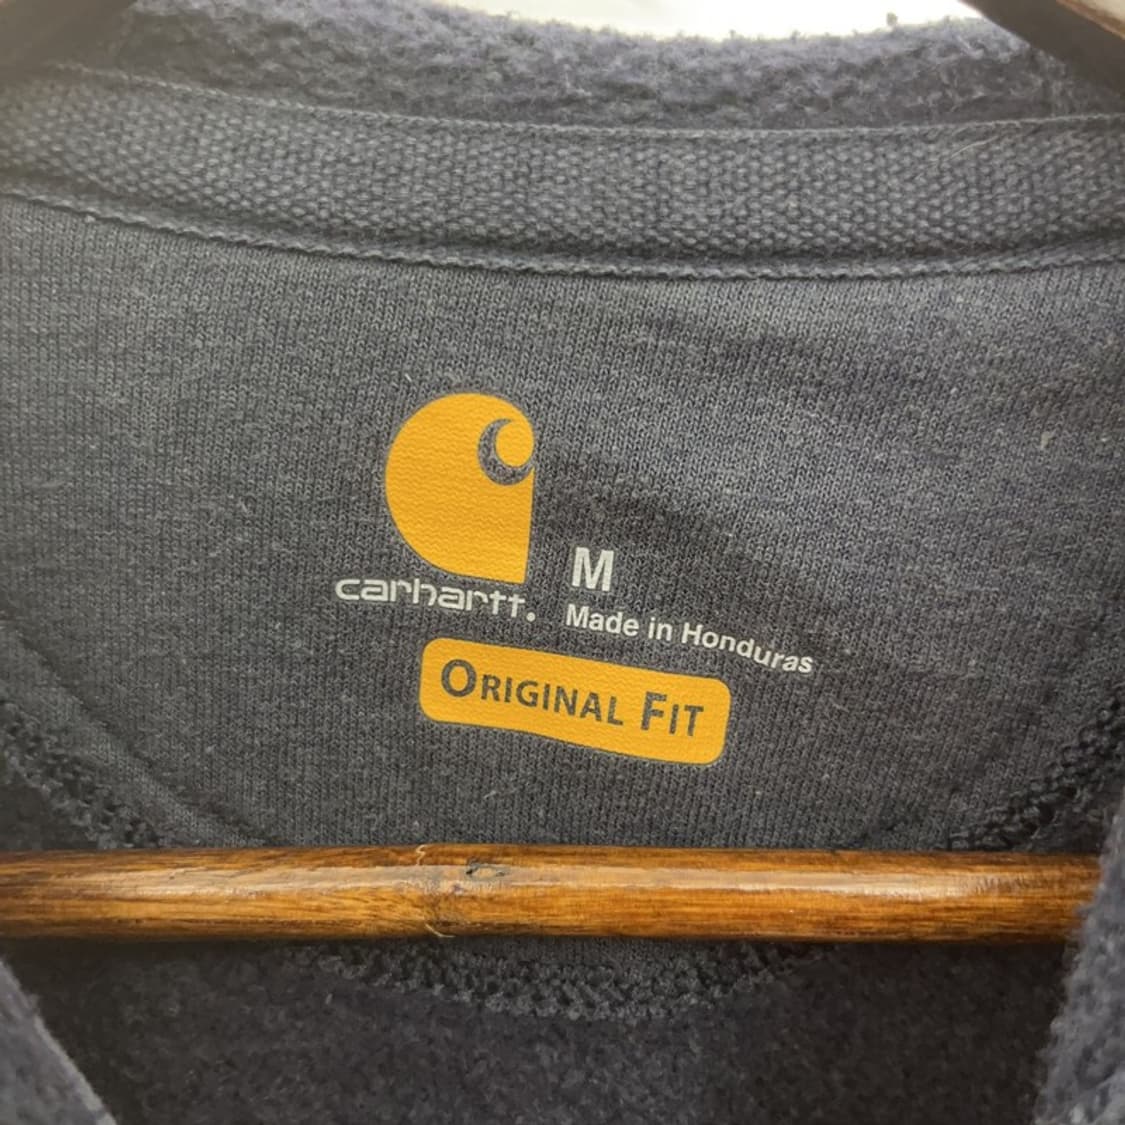 carhartt.
M
Made in Honduras
ORIGINAL FIT